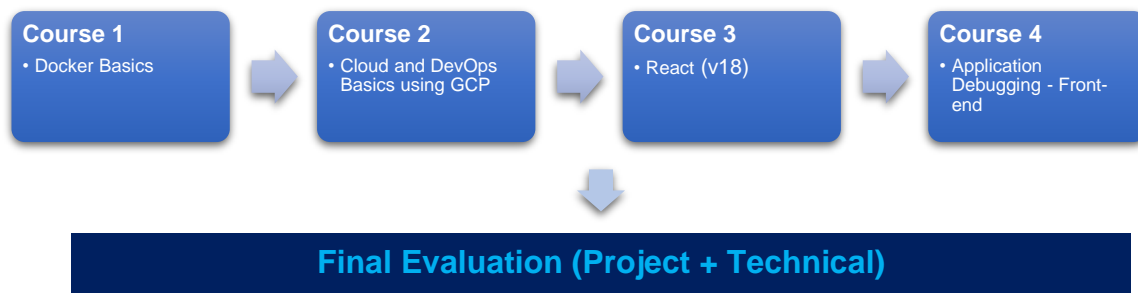 Course 1
• Docker Basics
Course 2
• Cloud and DevOps
Basics using GCP
Course 3
• React (v18)
Course 4
• Application
Debugging - Front-
end
Final Evaluation (Project + Technical)